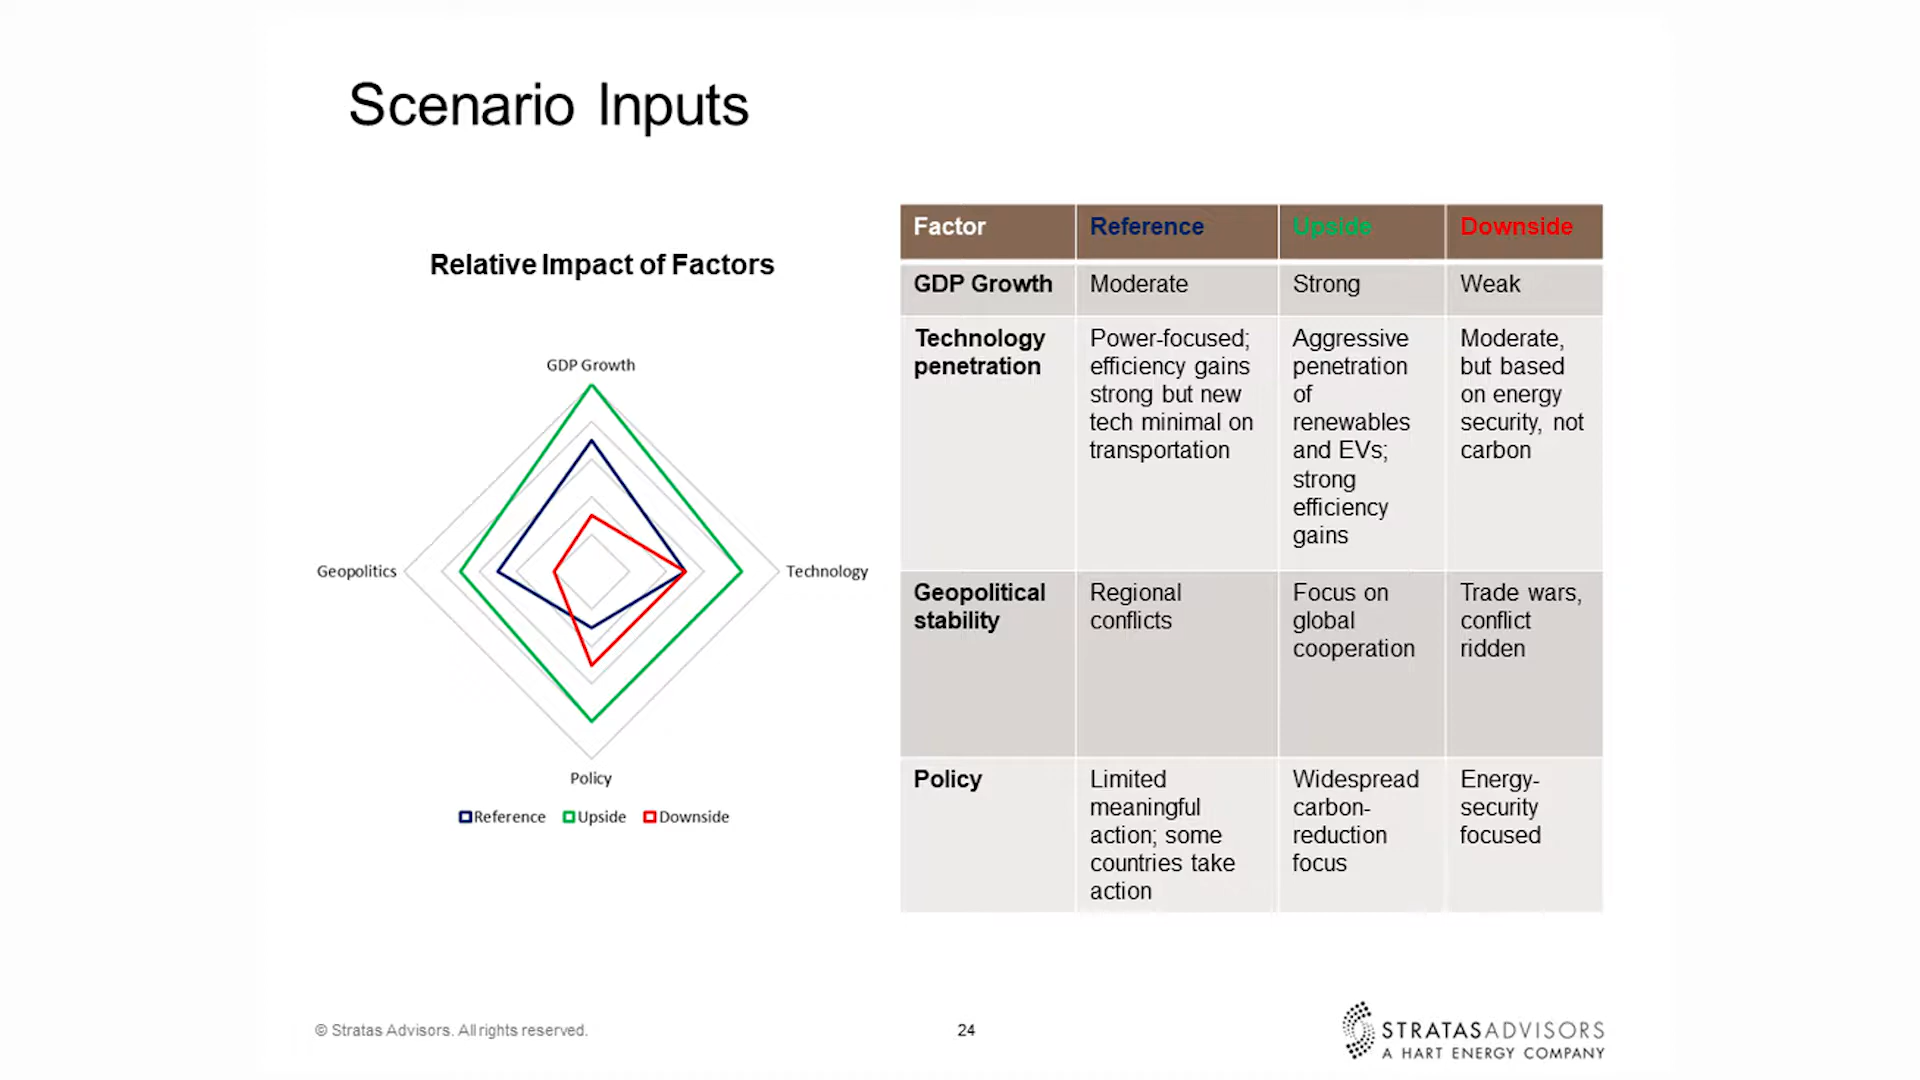 Scenario Inputs
Relative Impact of Factors
GDP Growth
Geopolitics
Technology
Policy
Reference Upside Downside
Factor Reference Upside Downside
GDP Growth Moderate Strong Weak
Technology
penetration
Power-focused;
efficiency gains
strong but new
tech minimal on
transportation
Aggressive
penetration
of
renewables
and EVs;
strong
efficiency
gains
Moderate,
but based
on energy
security, not
carbon
Geopolitical
stability
Regional
conflicts
Focus on
global
cooperation
Trade wars,
conflict
ridden
Policy
Limited
meaningful
action; some
countries take
action
Widespread
carbon-
reduction
focus
Energy-
security
focused
© Stratas Advisors. All rights reserved.
24
STRATASADVISORS
A HART ENERGY COMPANY